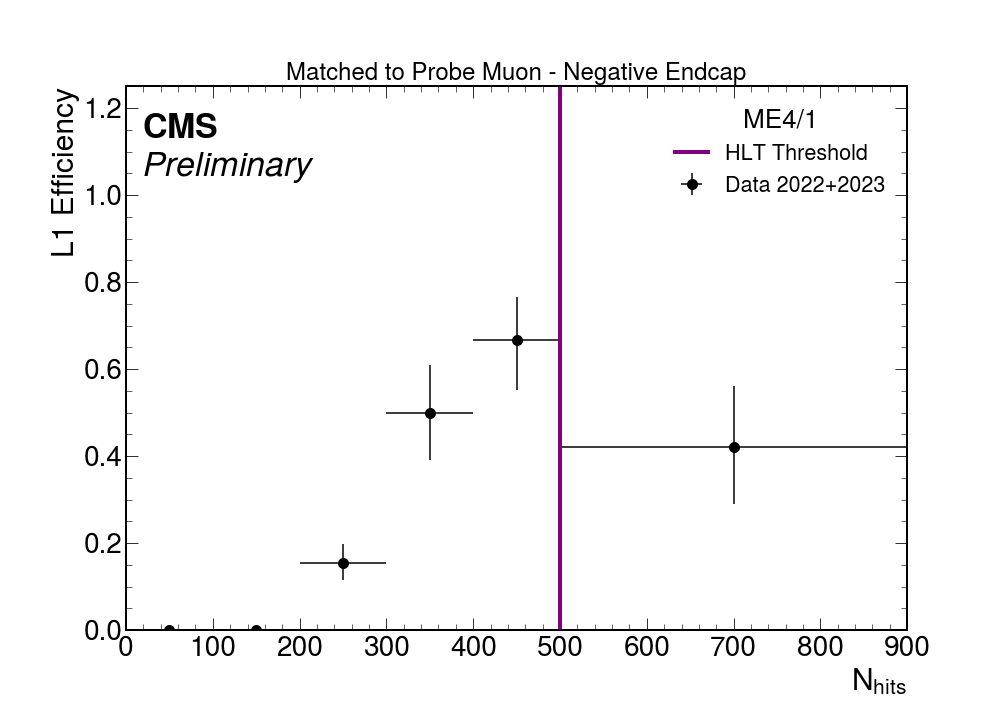 Matched to Probe Muon - Negative Endcap
CMS
Preliminary
ME4/1
HLT Threshold
Data 2022+2023
L1 Efficiency
1.2
1.0
0.8
0.6
0.4
0.2
0.0
0 100 200 300 400 500 600 700 800 900
Nhits